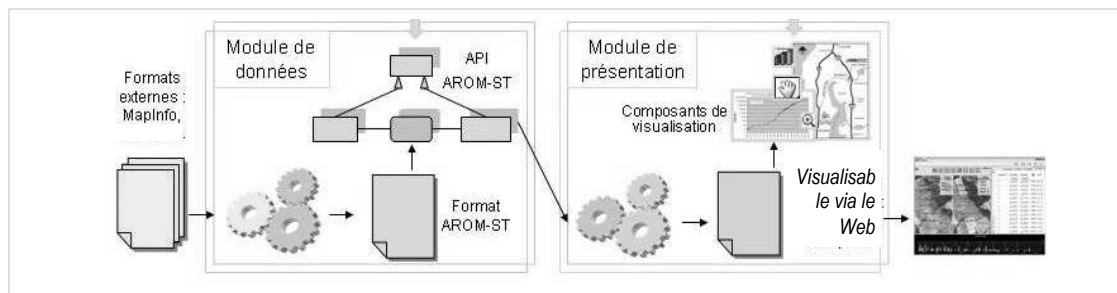 Module de
données
API
AROM-ST
Formats
externes :
MapInfo,
Format
AROM-ST
Module de
présentation
Composants de
visualisation
Visualisab
le via le :
Web